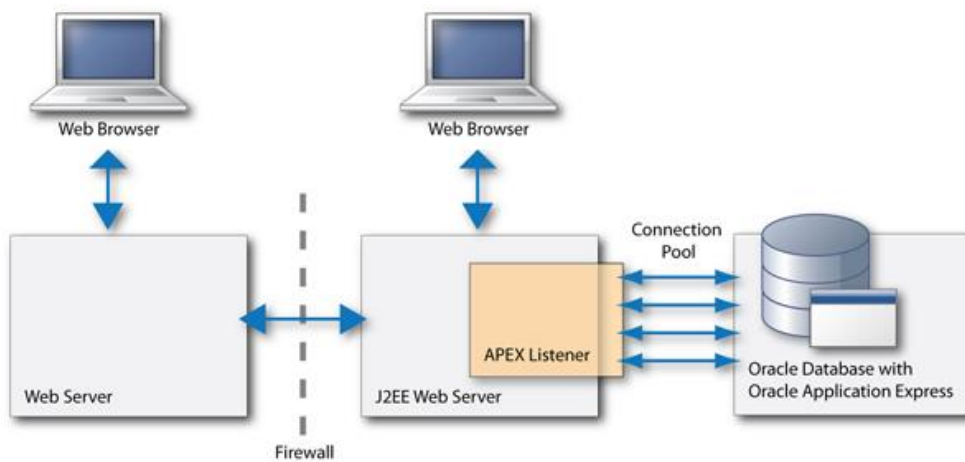 Web Browser
Web Browser
Connection
Pool
APEX Listener
Web Server
J2EE Web Server
Oracle Database with
Oracle Application Express
Firewall